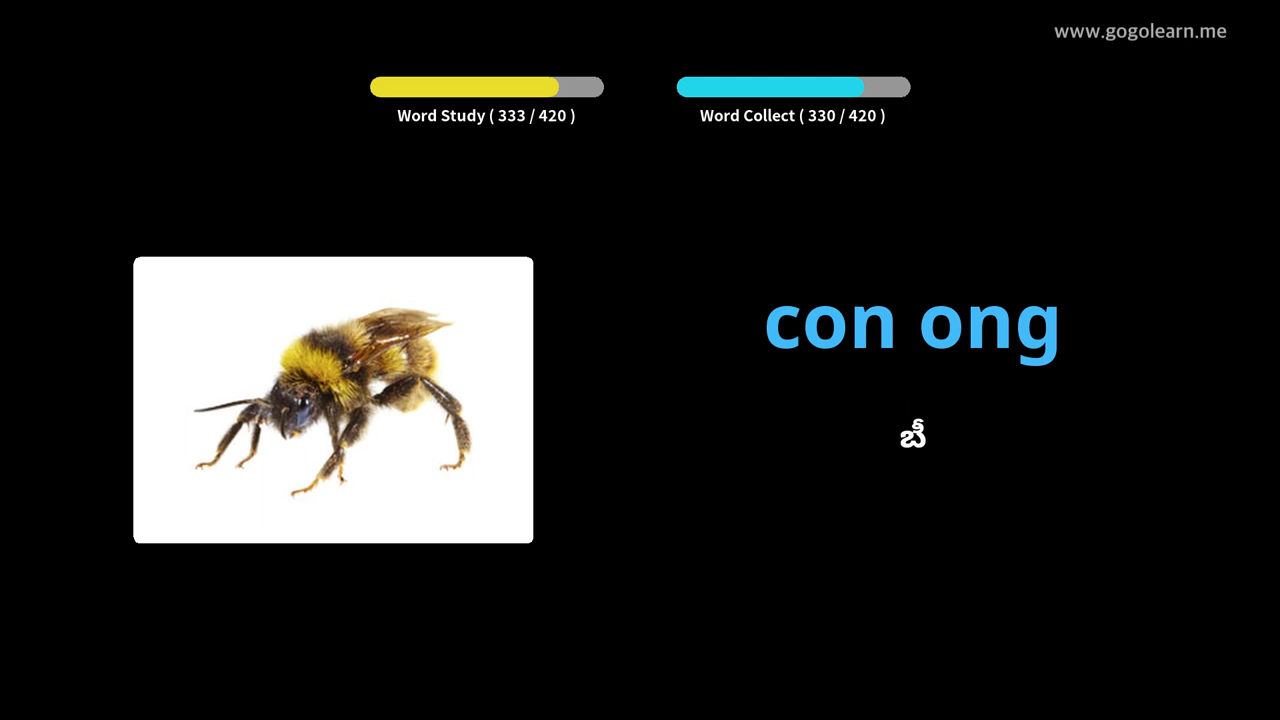 www.gogolearn.me
Word Study ( 333 / 420 )
Word Collect ( 330 / 420 )
con ong
బీ